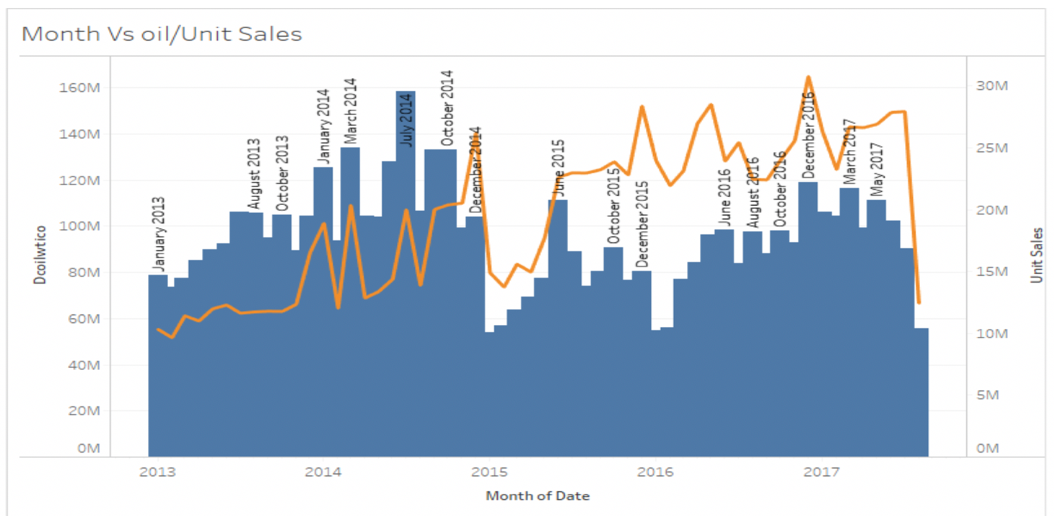 Month Vs oil/Unit Sales
Dcoilwtico
160M
140M
120M
100M
80M
60M
40M
20M
0M
January 2013
August 2013
October 2013
January 2014
March 2014
July 2014
October 2014
December 2014
June 2015
October 2015
December 2015
June 2016
August 2016
October 2016
December 2016
March 2017
May 2017
30M
25M
20M
15M
10M
5M
0M
Unit Sales
2013 2014 2015 2016 2017
Month of Date